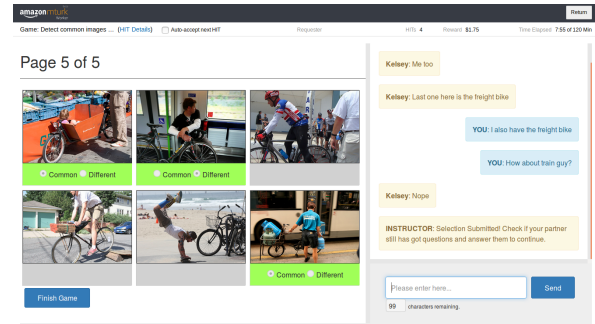 amazon mturk
Worker
Return
Game: Detect common images ... (HIT Details) Auto-accept next HIT Requester HITs 4 Reward $1.75 Time Elapsed 7:55 of 120 Min
Page 5 of 5
Common Different
Common Different
Common Different
Finish Game
Kelsey: Me too
Kelsey: Last one here is the freight bike
YOU: I also have the freight bike
YOU: How about train guy?
Kelsey: Nope
INSTRUCTOR: Selection Submitted! Check if your partner
still has got questions and answer them to continue.
Please enter here...
Send
99 characters remaining.